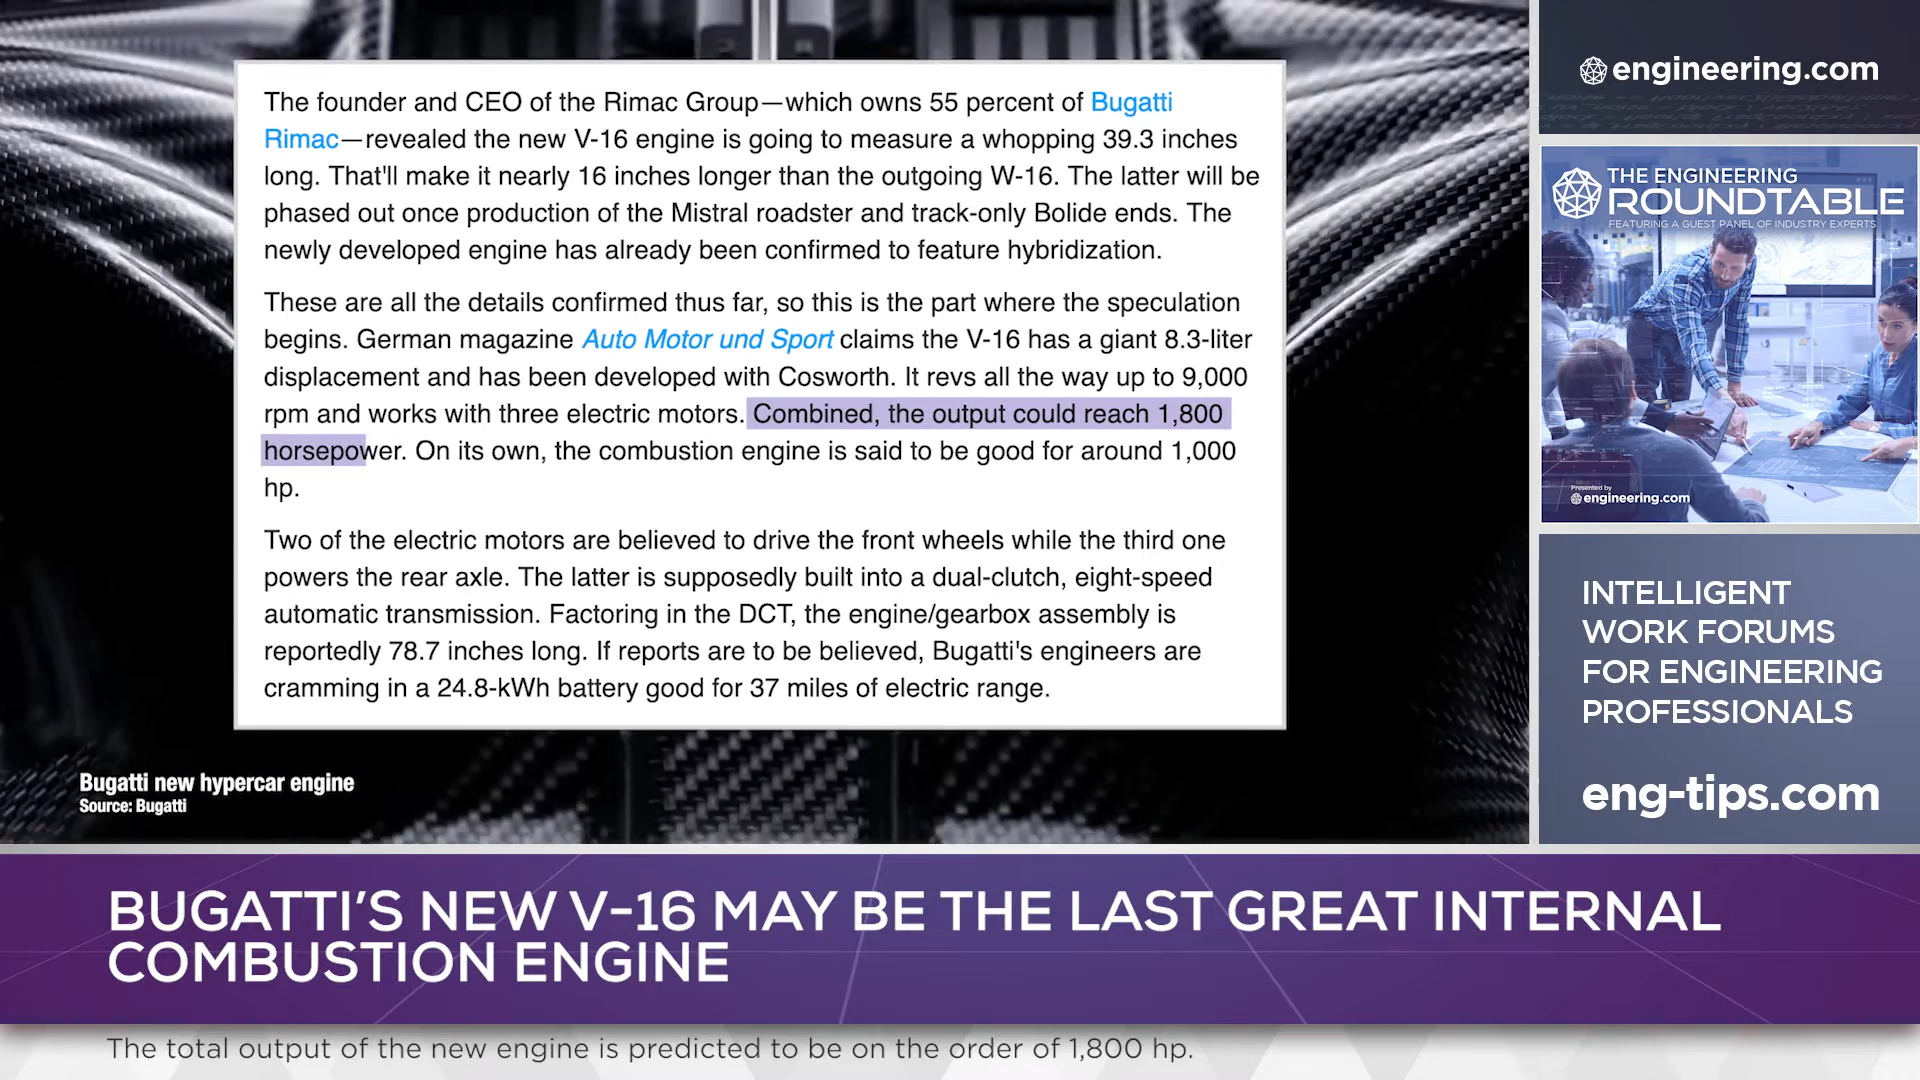 The founder and CEO of the Rimac Group—which owns 55 percent of Bugatti
Rimac—revealed the new V-16 engine is going to measure a whopping 39.3 inches
long. That'll make it nearly 16 inches longer than the outgoing W-16. The latter will be
phased out once production of the Mistral roadster and track-only Bolide ends. The
newly developed engine has already been confirmed to feature hybridization.
These are all the details confirmed thus far, so this is the part where the speculation
begins. German magazine Auto Motor und Sport claims the V-16 has a giant 8.3-liter
displacement and has been developed with Cosworth. It revs all the way up to 9,000
rpm and works with three electric motors. Combined, the output could reach 1,800
horsepower. On its own, the combustion engine is said to be good for around 1,000
hp.
Two of the electric motors are believed to drive the front wheels while the third one
powers the rear axle. The latter is supposedly built into a dual-clutch, eight-speed
automatic transmission. Factoring in the DCT, the engine/gearbox assembly is
reportedly 78.7 inches long. If reports are to be believed, Bugatti's engineers are
cramming in a 24.8-kWh battery good for 37 miles of electric range.
Bugatti new hypercar engine
Source: Bugatti
engineering.com
THE ENGINEERING
ROUNDTABLE
FEATURING A GUEST PANEL OF INDUSTRY EXPERTS
Presented by
engineering.com
INTELLIGENT
WORK FORUMS
FOR ENGINEERING
PROFESSIONALS
eng-tips.com
BUGATTI'S NEW V-16 MAY BE THE LAST GREAT INTERNAL
COMBUSTION ENGINE
The total output of the new engine is predicted to be on the order of 1,800 hp.